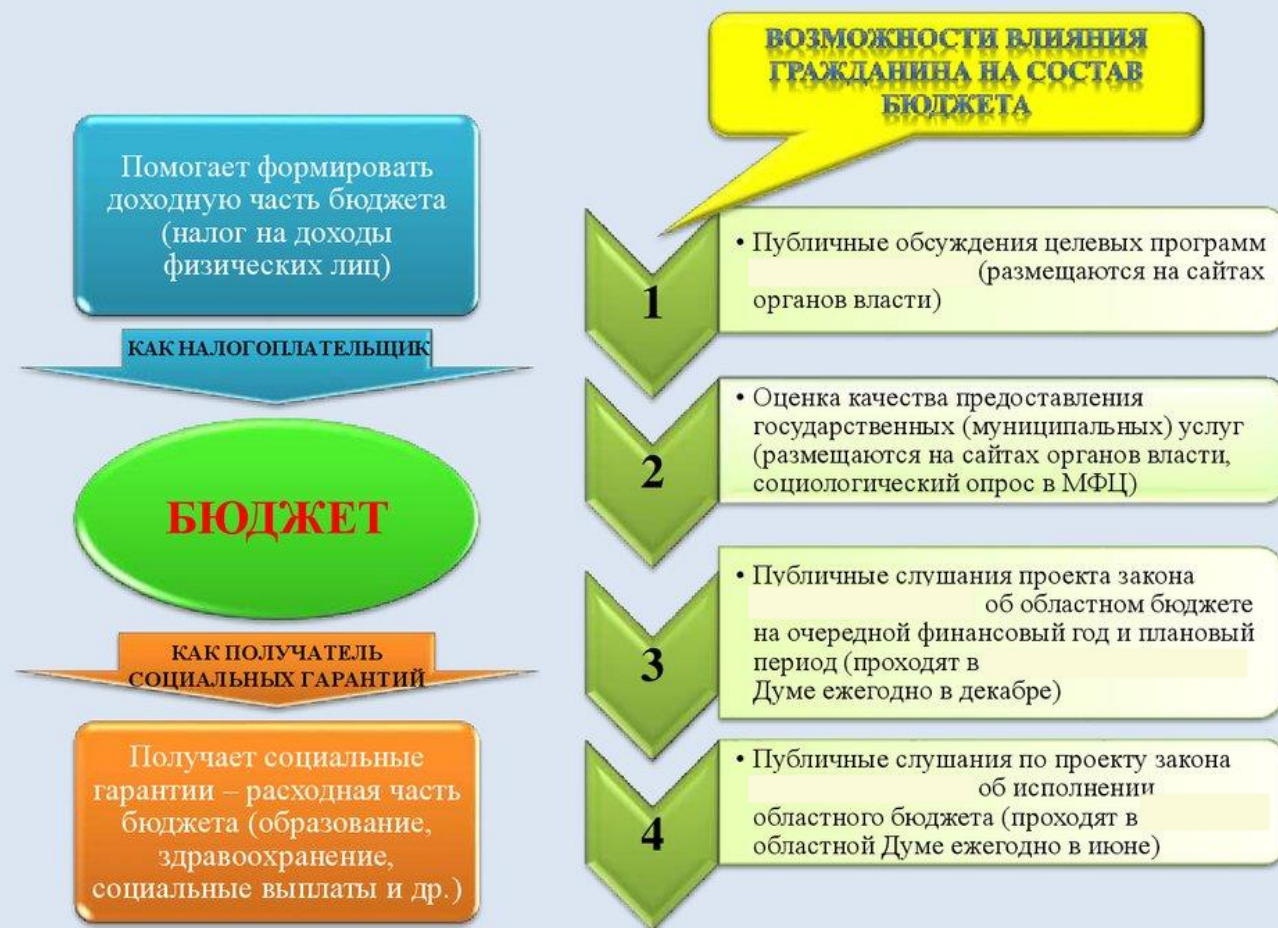 ВОЗМОЖНОСТИ ВЛИЯНИЯ
ГРАЖДАНИНА НА СОСТАВ
БЮДЖЕТА
Помогает формировать
доходную часть бюджета
(налог на доходы
физических лиц)
КАК НАЛОГОПЛАТЕЛЬЩИК
БЮДЖЕТ
КАК ПОЛУЧАТЕЛЬ
СОЦИАЛЬНЫХ ГАРАНТИЙ
Получает социальные
гарантии – расходная часть
бюджета (образование,
здравоохранение,
социальные выплаты и др.)
1
• Публичные обсуждения целевых программ
(размещаются на сайтах
органов власти)
2
• Оценка качества предоставления
государственных (муниципальных) услуг
(размещаются на сайтах органов власти,
социологический опрос в МФЦ)
3
• Публичные слушания проекта закона
об областном бюджете
на очередной финансовый год и плановый
период (проходят в
Думе ежегодно в декабре)
4
• Публичные слушания по проекту закона
об исполнении
областного бюджета (проходят в
областной Думе ежегодно в июне)